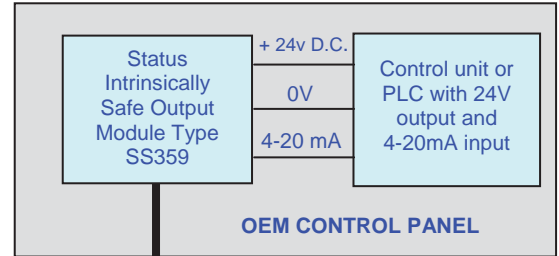 Status
Intrinsically
Safe Output
Module Type
SS359
+ 24v D.C.
0V
4-20 mA
Control unit or
PLC with 24V
output and
4-20mA input
OEM CONTROL PANEL